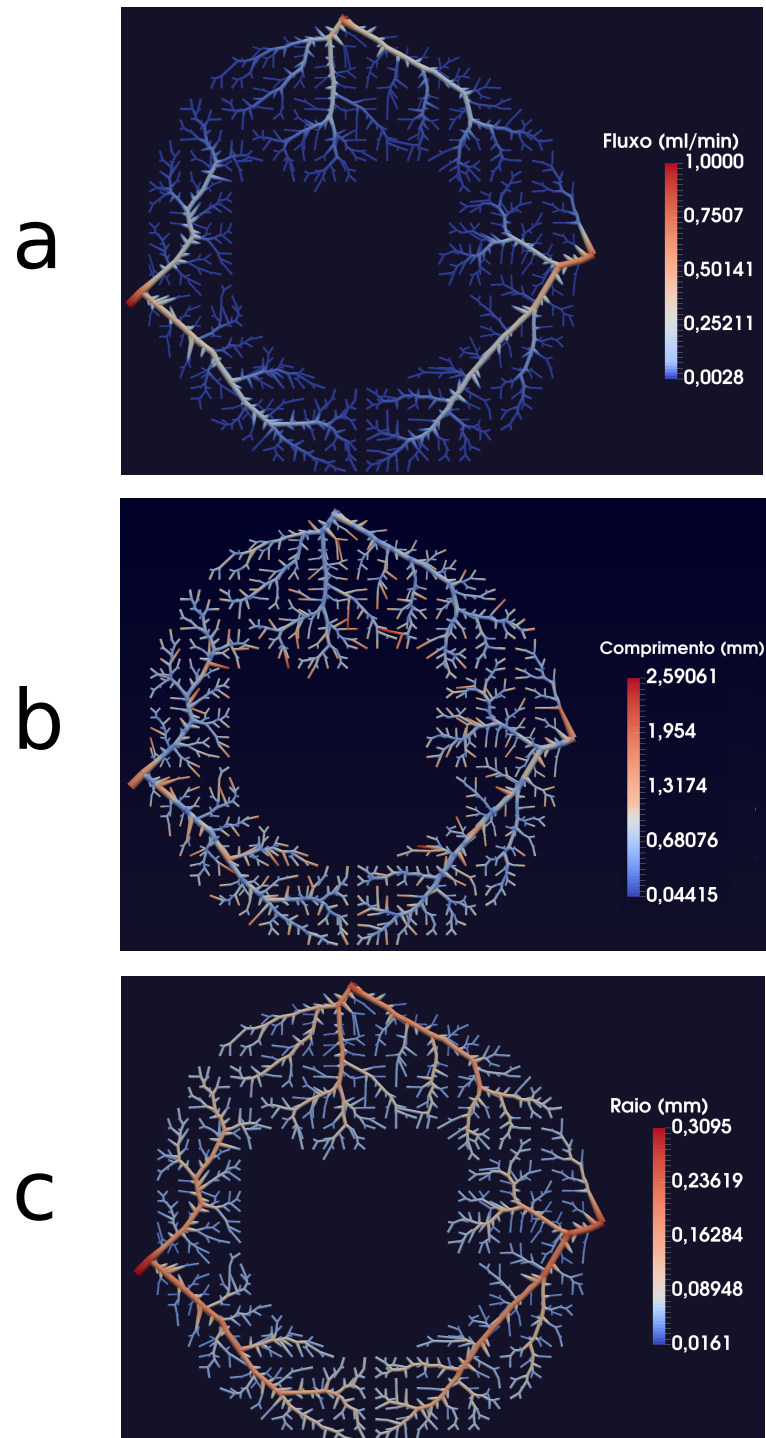 a
Fluxo (ml/min)
1,0000
0,7507
0,50141
0,25211
0,0028
b
Comprimento (mm)
2,59061
1,954
1,3174
0,68076
0,04415
c
Raio (mm)
0,3095
0,23619
0,16284
0,08948
0,0161